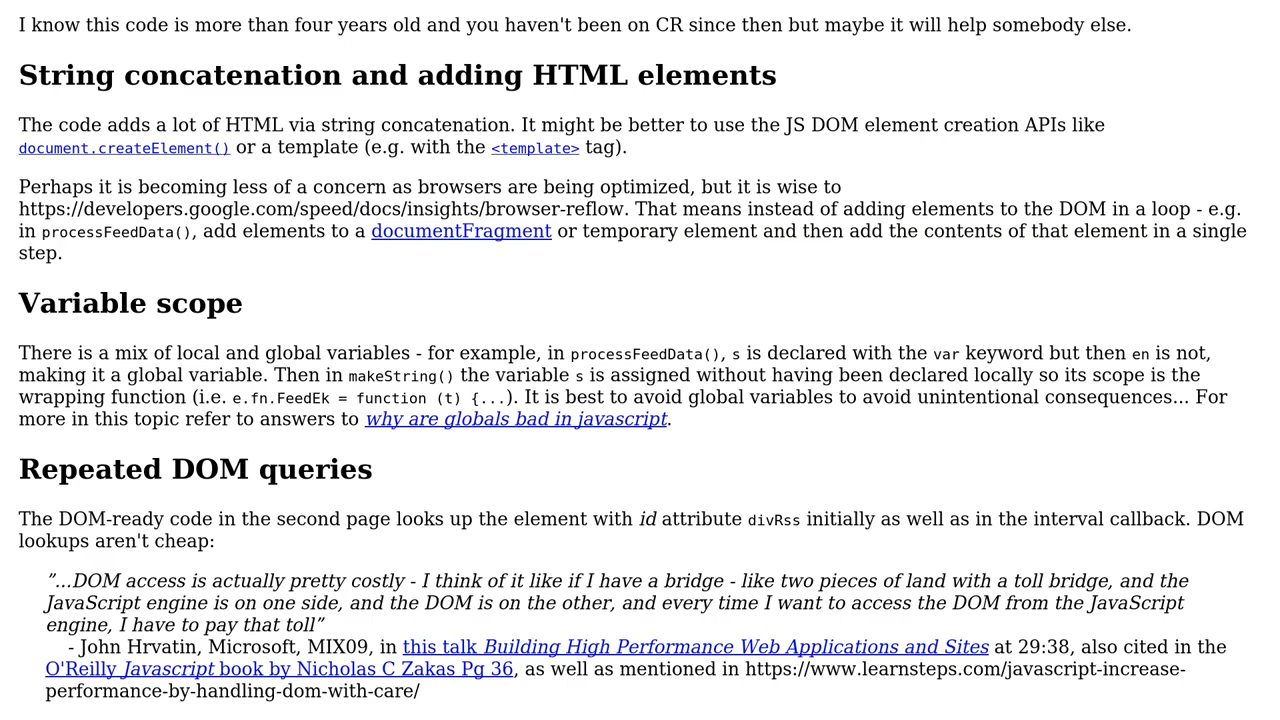 I know this code is more than four years old and you haven't been on CR since then but maybe it will help somebody else.
String concatenation and adding HTML elements
The code adds a lot of HTML via string concatenation. It might be better to use the JS DOM element creation APIs like
document.createElement() or a template (e.g. with the <template> tag).
Perhaps it is becoming less of a concern as browsers are being optimized, but it is wise to
https://developers.google.com/speed/docs/insights/browser-reflow. That means instead of adding elements to the DOM in a loop - e.g.
in processFeedData(), add elements to a documentFragment or temporary element and then add the contents of that element in a single
step.
Variable scope
There is a mix of local and global variables - for example, in processFeedData(), s is declared with the var keyword but then en is not,
making it a global variable. Then in makeString() the variable s is assigned without having been declared locally so its scope is the
wrapping function (i.e. e.fn.FeedEk = function (t) {...). It is best to avoid global variables to avoid unintentional consequences... For
more in this topic refer to answers to why are globals bad in javascript.
Repeated DOM queries
The DOM-ready code in the second page looks up the element with id attribute divRss initially as well as in the interval callback. DOM
lookups aren't cheap:
”...DOM access is actually pretty costly - I think of it like if I have a bridge - like two pieces of land with a toll bridge, and the
JavaScript engine is on one side, and the DOM is on the other, and every time I want to access the DOM from the JavaScript
engine, I have to pay that toll”
- John Hrvatin, Microsoft, MIX09, in this talk Building High Performance Web Applications and Sites at 29:38, also cited in the
O'Reilly Javascript book by Nicholas C Zakas Pg 36, as well as mentioned in https://www.learnsteps.com/javascript-increase-
performance-by-handling-dom-with-care/